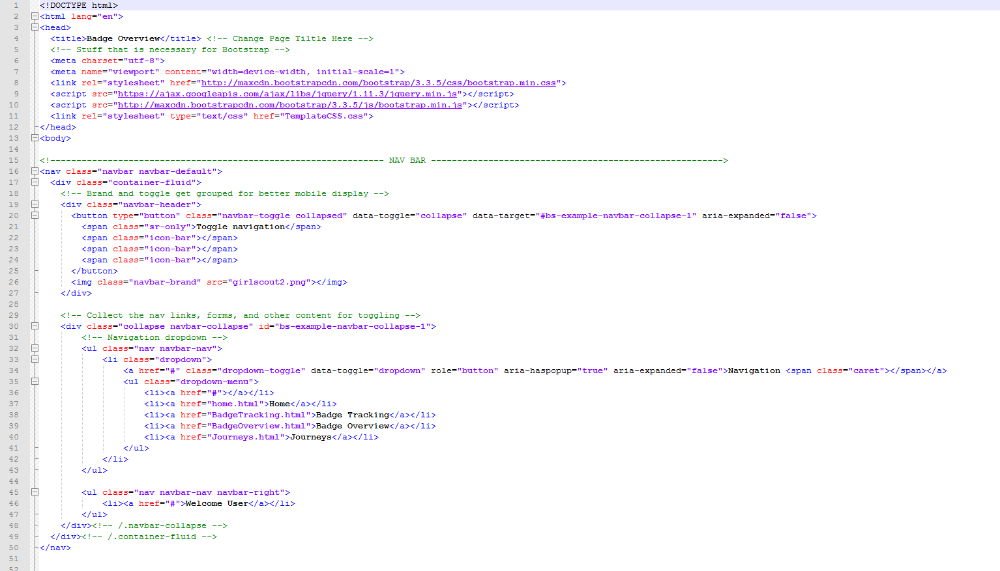 1 <!DOCTYPE html>
2 <html lang="en">
3 <head>
4   <title>Badge Overview</title> <!-- Change Page Tiltle Here -->
5   <!-- Stuff that is necessary for Bootstrap -->
6   <meta charset="utf-8">
7   <meta name="viewport" content="width=device-width, initial-scale=1">
8   <link rel="stylesheet" href="http://maxcdn.bootstrapcdn.com/bootstrap/3.3.5/css/bootstrap.min.css">
9   <script src="https://ajax.googleapis.com/ajax/libs/jquery/1.11.3/jquery.min.js"></script>
10   <script src="http://maxcdn.bootstrapcdn.com/bootstrap/3.3.5/js/bootstrap.min.js"></script>
11   <link rel="stylesheet" type="text/css" href="TemplateCSS.css">
12 </head>
13 <body>
14
15 <!---------------------------------------------------------------- NAV BAR -------------------------------------------------------->
16 <nav class="navbar navbar-default">
17   <div class="container-fluid">
18     <!-- Brand and toggle get grouped for better mobile display -->
19     <div class="navbar-header">
20       <button type="button" class="navbar-toggle collapsed" data-toggle="collapse" data-target="#bs-example-navbar-collapse-1" aria-expanded="false">
21         <span class="sr-only">Toggle navigation</span>
22         <span class="icon-bar"></span>
23         <span class="icon-bar"></span>
24         <span class="icon-bar"></span>
25       </button>
26       <img class="navbar-brand" src="girlscout2.png"></img>
27     </div>
28
29     <!-- Collect the nav links, forms, and other content for toggling -->
30     <div class="collapse navbar-collapse" id="bs-example-navbar-collapse-1">
31         <!-- Navigation dropdown -->
32         <ul class="nav navbar-nav">
33             <li class="dropdown">
34                 <a href="#" class="dropdown-toggle" data-toggle="dropdown" role="button" aria-haspopup="true" aria-expanded="false">Navigation <span class="caret"></span></a>
35                 <ul class="dropdown-menu">
36                     <li><a href="#"></a></li>
37                     <li><a href="home.html">Home</a></li>
38                     <li><a href="BadgeTracking.html">Badge Tracking</a></li>
39                     <li><a href="BadgeOverview.html">Badge Overview</a></li>
40                     <li><a href="Journeys.html">Journeys</a></li>
41                 </ul>
42             </li>
43         </ul>
44
45         <ul class="nav navbar-nav navbar-right">
46             <li><a href="#">Welcome User</a></li>
47         </ul>
48     </div><!-- /.navbar-collapse -->
49   </div><!-- /.container-fluid -->
50 </nav>
51
52